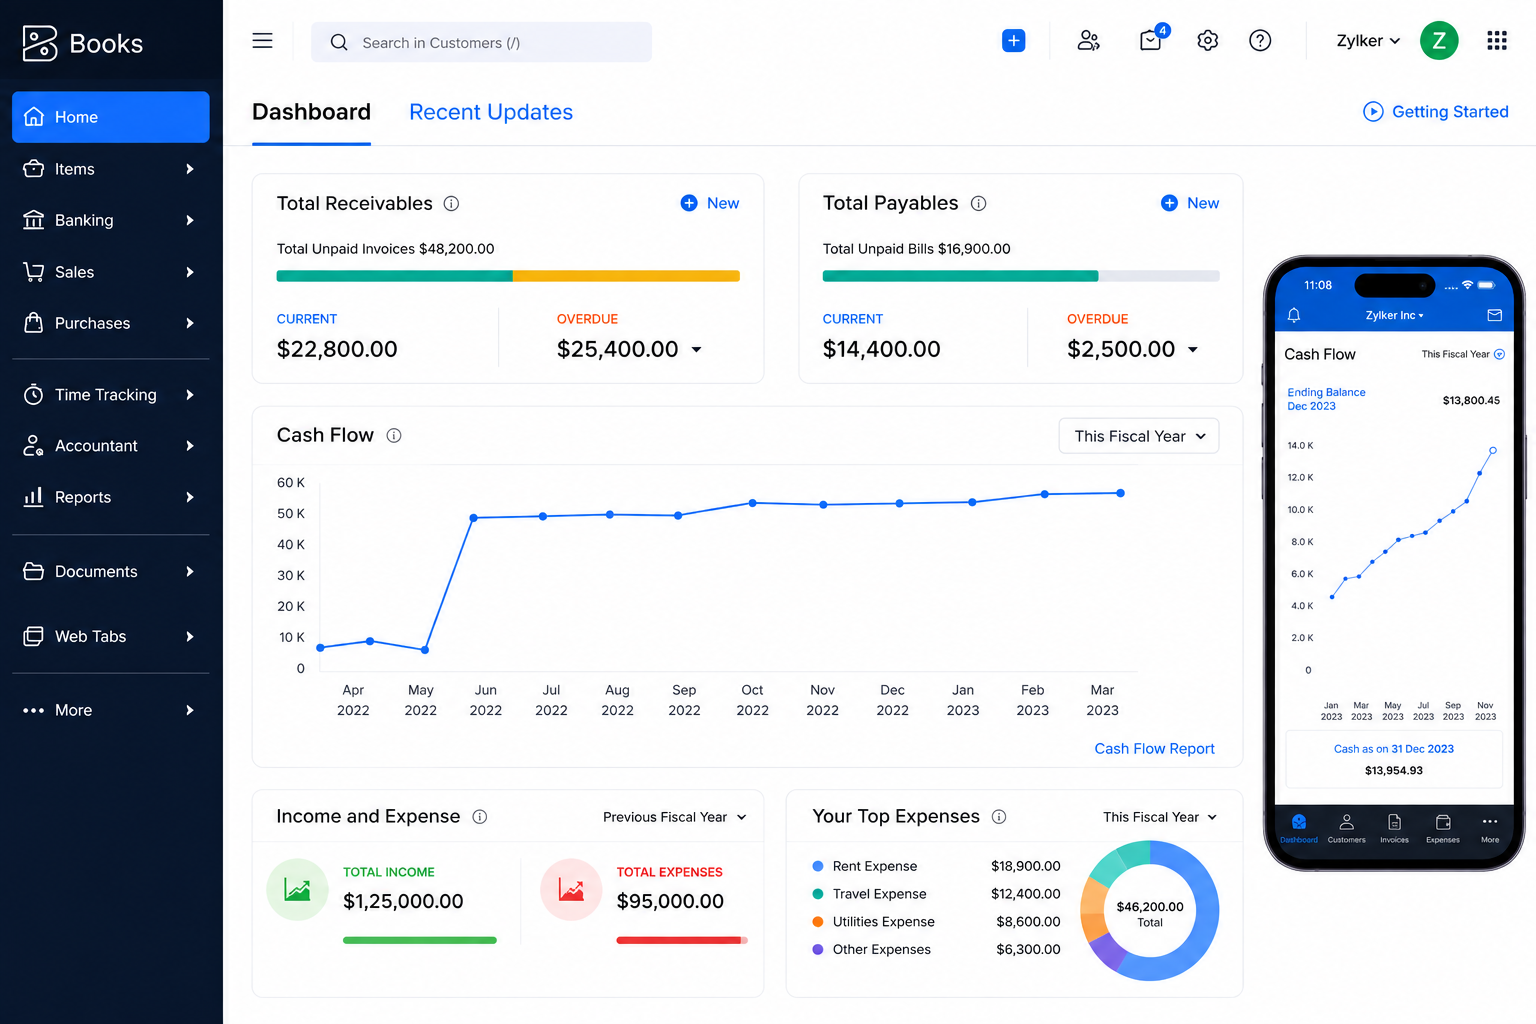 Books
Search in Customers (/)
4
Zylker
Z
Home
Items
Banking
Sales
Purchases
Time Tracking
Accountant
Reports
Documents
Web Tabs
More
Dashboard
Recent Updates
Getting Started
Total Receivables
New
Total Unpaid Invoices $48,200.00
CURRENT
$22,800.00
OVERDUE
$25,400.00
Total Payables
New
Total Unpaid Bills $16,900.00
CURRENT
$14,400.00
OVERDUE
$2,500.00
Cash Flow
This Fiscal Year
60 K
50 K
40 K
30 K
20 K
10 K
0
Apr 2022
May 2022
Jun 2022
Jul 2022
Aug 2022
Sep 2022
Oct 2022
Nov 2022
Dec 2022
Jan 2023
Feb 2023
Mar 2023
Cash Flow Report
Income and Expense
Previous Fiscal Year
TOTAL INCOME
$1,25,000.00
TOTAL EXPENSES
$95,000.00
Your Top Expenses
This Fiscal Year
Rent Expense $18,900.00
Travel Expense $12,400.00
Utilities Expense $8,600.00
Other Expenses $6,300.00
$46,200.00
Total
11:08
Zylker Inc
Cash Flow
This Fiscal Year
Ending Balance
Dec 2023
$13,800.45
14.0 K
12.0 K
10.0 K
8.0 K
6.0 K
4.0 K
2.0 K
0
Jan 2023
Mar 2023
May 2023
Jul 2023
Sep 2023
Nov 2023
Cash as on 31 Dec 2023
$13,954.93
Dashboard
Customers
Invoices
Expenses
More